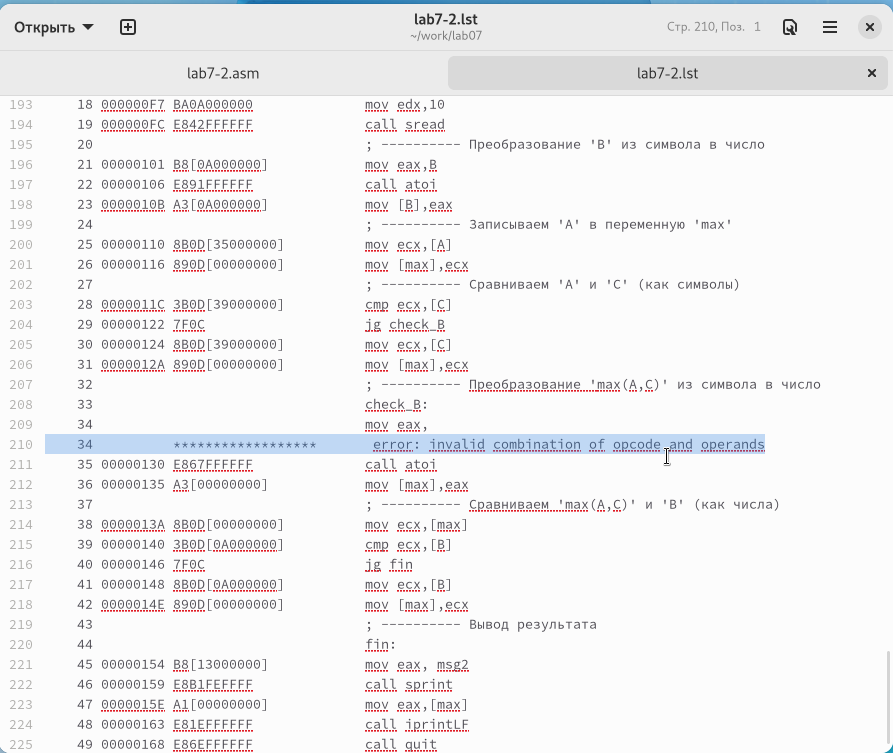 Открыть
lab7-2.lst
~/work/lab07
Стр. 210, Поз. 1
lab7-2.asm
lab7-2.lst
193 18 000000F7 BA0A000000 mov edx,10
194 19 000000FC E842FFFFFF call sread
195 20 ; ---------- Преобразование 'B' из символа в число
196 21 00000101 B8[0A000000] mov eax,B
197 22 00000106 E891FFFFFF call atoi
198 23 0000010B A3[0A000000] mov [B],eax
199 24 ; ---------- Записываем 'A' в переменную 'max'
200 25 00000110 8B0D[35000000] mov ecx,[A]
201 26 00000116 890D[00000000] mov [max],ecx
202 27 ; ---------- Сравниваем 'A' и 'C' (как символы)
203 28 0000011C 3B0D[39000000] cmp ecx,[C]
204 29 00000122 7F0C jg check_B
205 30 00000124 8B0D[39000000] mov ecx,[C]
206 31 0000012A 890D[00000000] mov [max],ecx
207 32 ; ---------- Преобразование 'max(A,C)' из символа в число
208 33 check_B:
209 34 mov eax,
210 34 ****************** error: invalid combination of opcode and operands
211 35 00000130 E867FFFFFF call atoi
212 36 00000135 A3[00000000] mov [max],eax
213 37 ; ---------- Сравниваем 'max(A,C)' и 'B' (как числа)
214 38 0000013A 8B0D[00000000] mov ecx,[max]
215 39 00000140 3B0D[0A000000] cmp ecx,[B]
216 40 00000146 7F0C jg fin
217 41 00000148 8B0D[0A000000] mov ecx,[B]
218 42 0000014E 890D[00000000] mov [max],ecx
219 43 ; ---------- Вывод результата
220 44 fin:
221 45 00000154 B8[13000000] mov eax, msg2
222 46 00000159 E8B1FEFFFF call sprint
223 47 0000015E A1[00000000] mov eax,[max]
224 48 00000163 E81EFFFFFF call iprintLF
225 49 00000168 E86EFFFFFF call quit